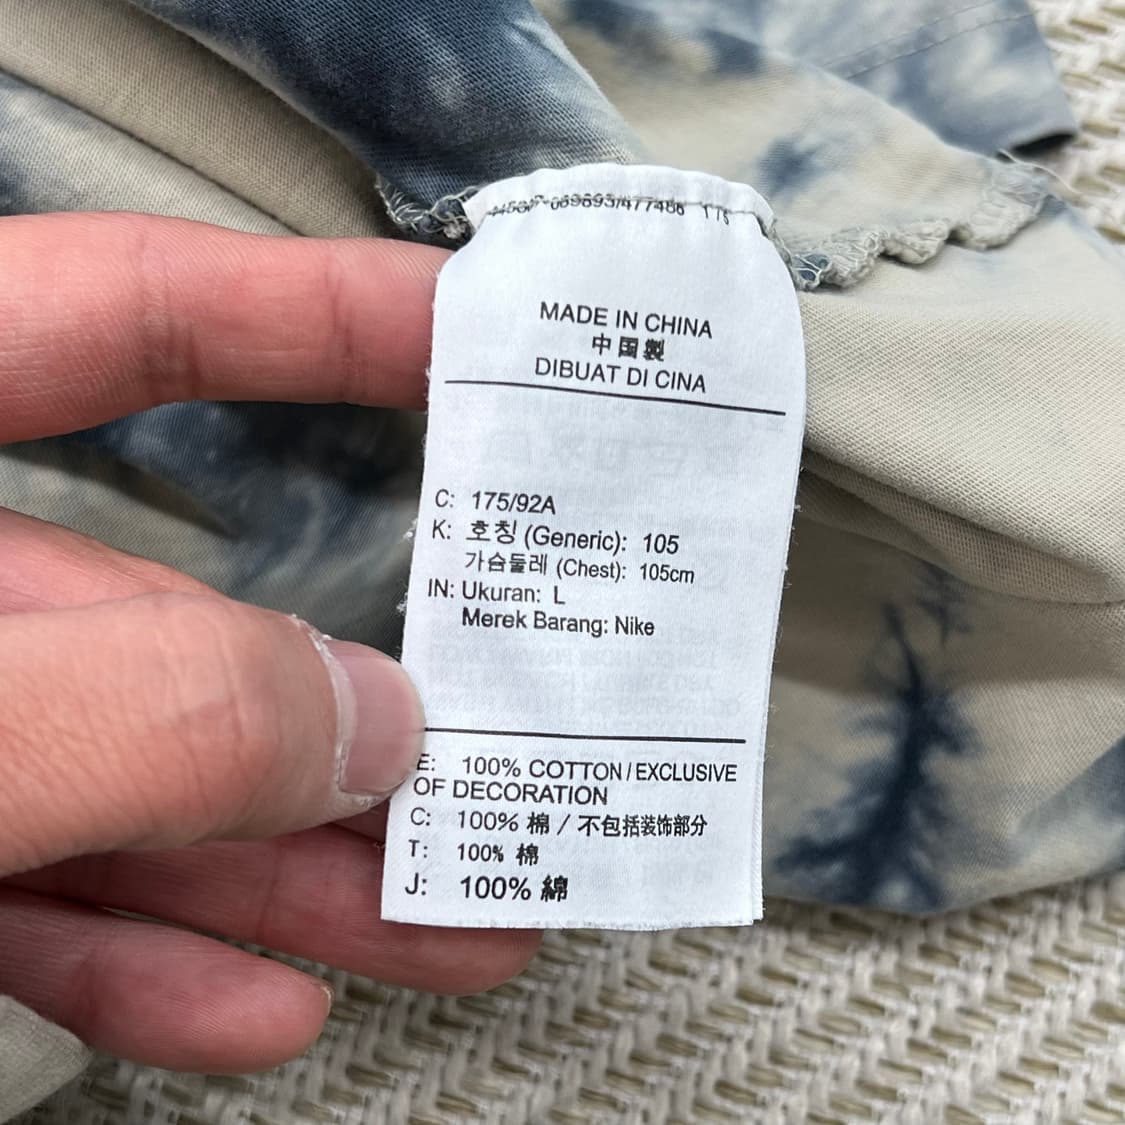 MADE IN CHINA
中国製
DIBUAT DI CINA
C: 175/92A
K: 호칭 (Generic): 105
가슴둘레 (Chest): 105cm
IN: Ukuran: L
Merek Barang: Nike
E: 100% COTTON / EXCLUSIVE
OF DECORATION
C: 100% 棉 / 不包括装饰部分
T: 100% 棉
J: 100% 綿